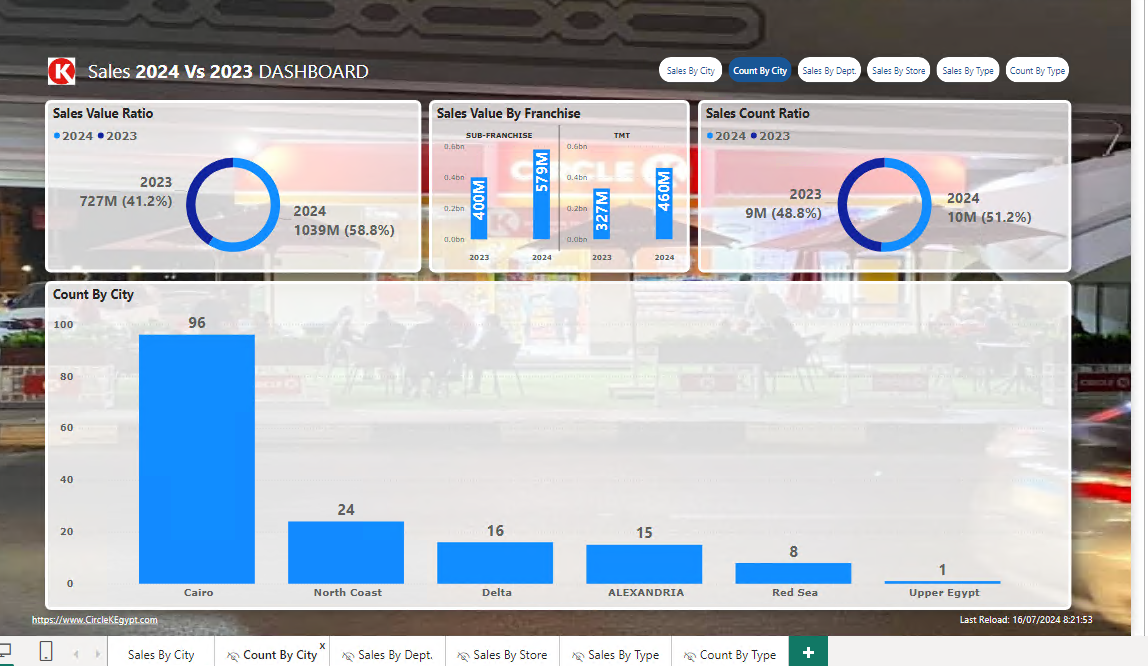 K Sales 2024 Vs 2023 DASHBOARD
Sales By City Count By City Sales By Dept. Sales By Store Sales By Type Count By Type
Sales Value Ratio
2024 2023
2023
727M (41.2%)
2024
1039M (58.8%)
Sales Value By Franchise
SUB-FRANCHISE TMT
0.6bn 0.6bn
0.4bn 0.4bn
0.2bn 0.2bn
0.0bn 0.0bn
400M 579M 327M 460M
2023 2024 2023 2024
Sales Count Ratio
2024 2023
2023
9M (48.8%)
2024
10M (51.2%)
CIRCLE K
Count By City
100
80
60
40
20
0
96 24 16 15 8 1
Cairo North Coast Delta ALEXANDRIA Red Sea Upper Egypt
https://www.CircleKEgypt.com
Last Reload: 16/07/2024 8:21:53
Sales By City Count By City x Sales By Dept. Sales By Store Sales By Type Count By Type +